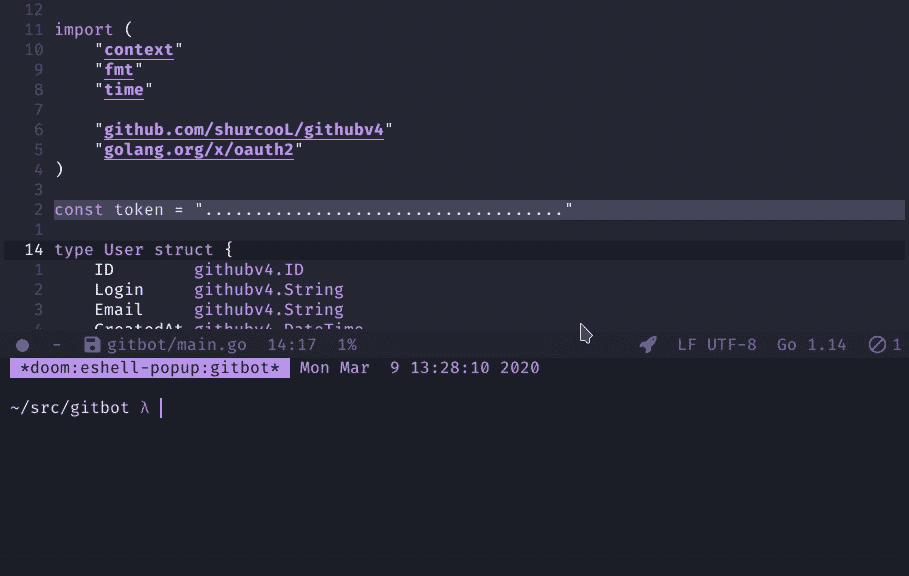 12
11 import (
10 "context"
9 "fmt"
8 "time"
7
6 "github.com/shurcooL/githubv4"
5 "golang.org/x/oauth2"
4 )
3
2 const token = "...................................."
1
14 type User struct {
1 ID githubv4.ID
2 Login githubv4.String
3 Email githubv4.String
4 CreatedAt githubv4.DateTime
- gitbot/main.go 14:17 1% LF UTF-8 Go 1.14 1
*doom:eshell-popup:gitbot* Mon Mar 9 13:28:10 2020
~/src/gitbot λ